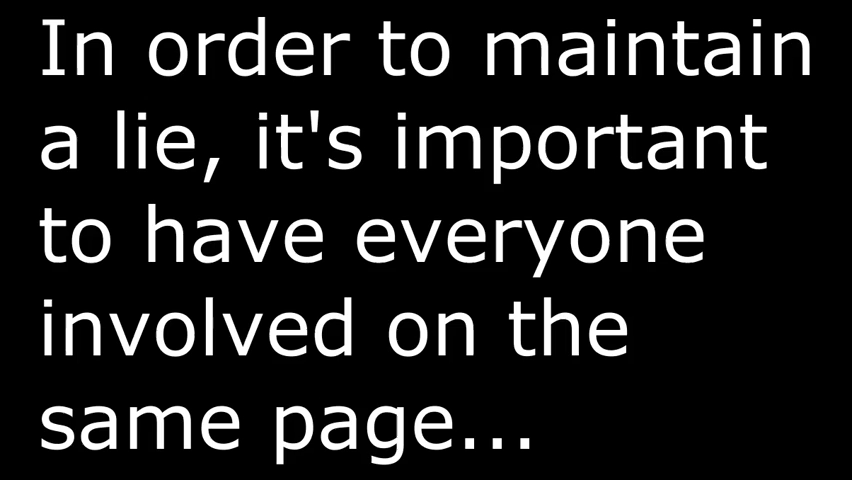 In order to maintain
a lie, it's important
to have everyone
involved on the
same page...